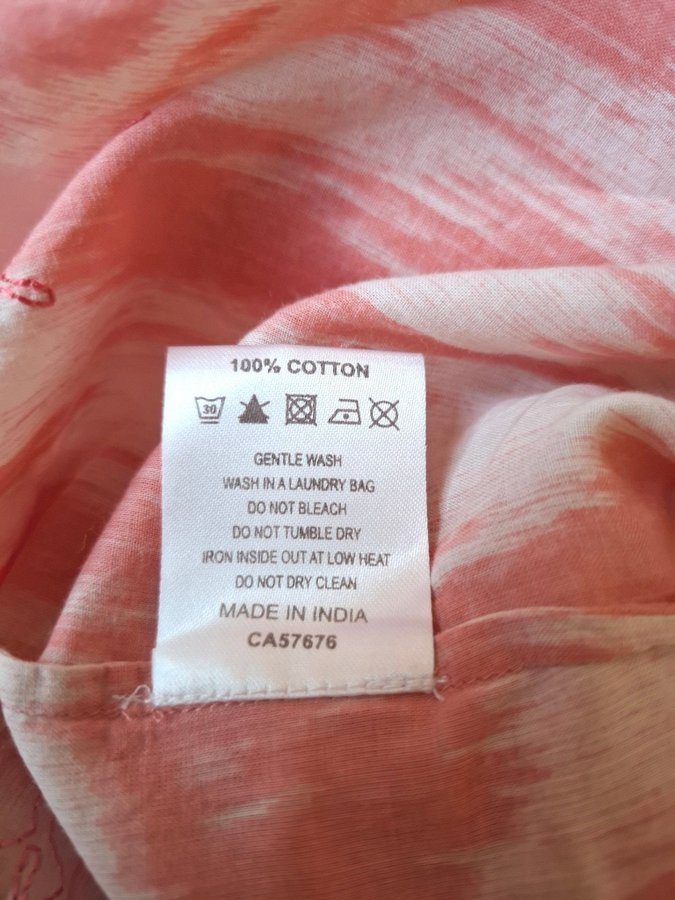 100% COTTON
30
GENTLE WASH
WASH IN A LAUNDRY BAG
DO NOT BLEACH
DO NOT TUMBLE DRY
IRON INSIDE OUT AT LOW HEAT
DO NOT DRY CLEAN
MADE IN INDIA
CA57676